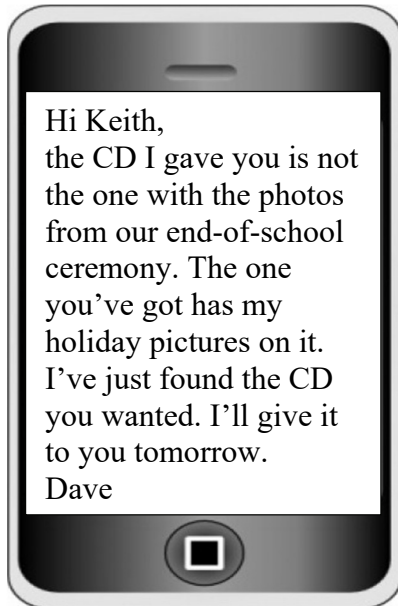 Hi Keith,
the CD I gave you is not
the one with the photos
from our end-of-school
ceremony. The one
you’ve got has my
holiday pictures on it.
I’ve just found the CD
you wanted. I’ll give it
to you tomorrow.
Dave